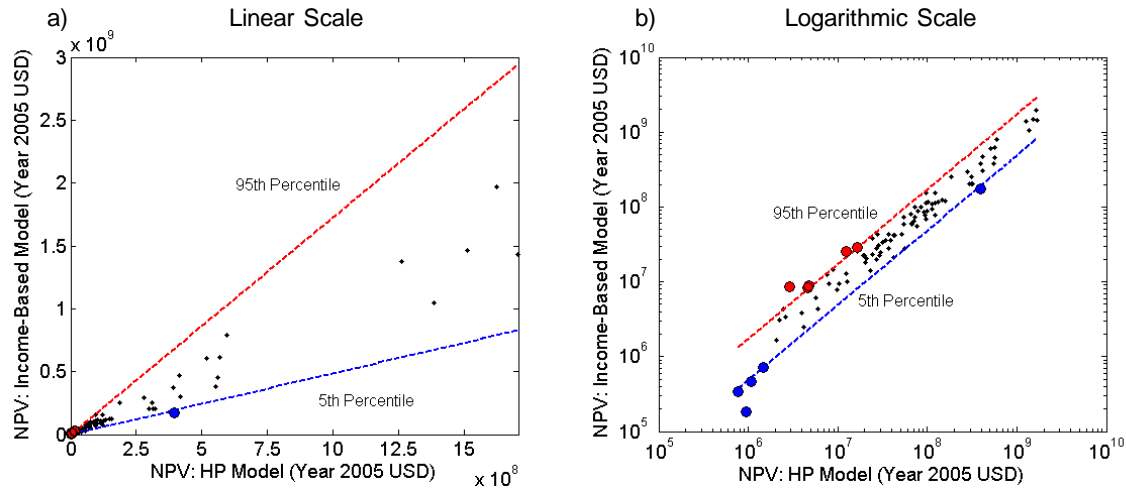 a)
Linear Scale
× 10^9
NPV: Income-Based Model (Year 2005 USD)
3
2.5
2
1.5
1
0.5
0
95th Percentile
5th Percentile
0
2.5
5
7.5
10
12.5
15
NPV: HP Model (Year 2005 USD)
× 10^8
b)
Logarithmic Scale
NPV: Income-Based Model (Year 2005 USD)
10^10
10^9
10^8
10^7
10^6
10^5
95th Percentile
5th Percentile
10^5
10^6
10^7
10^8
10^9
10^10
NPV: HP Model (Year 2005 USD)